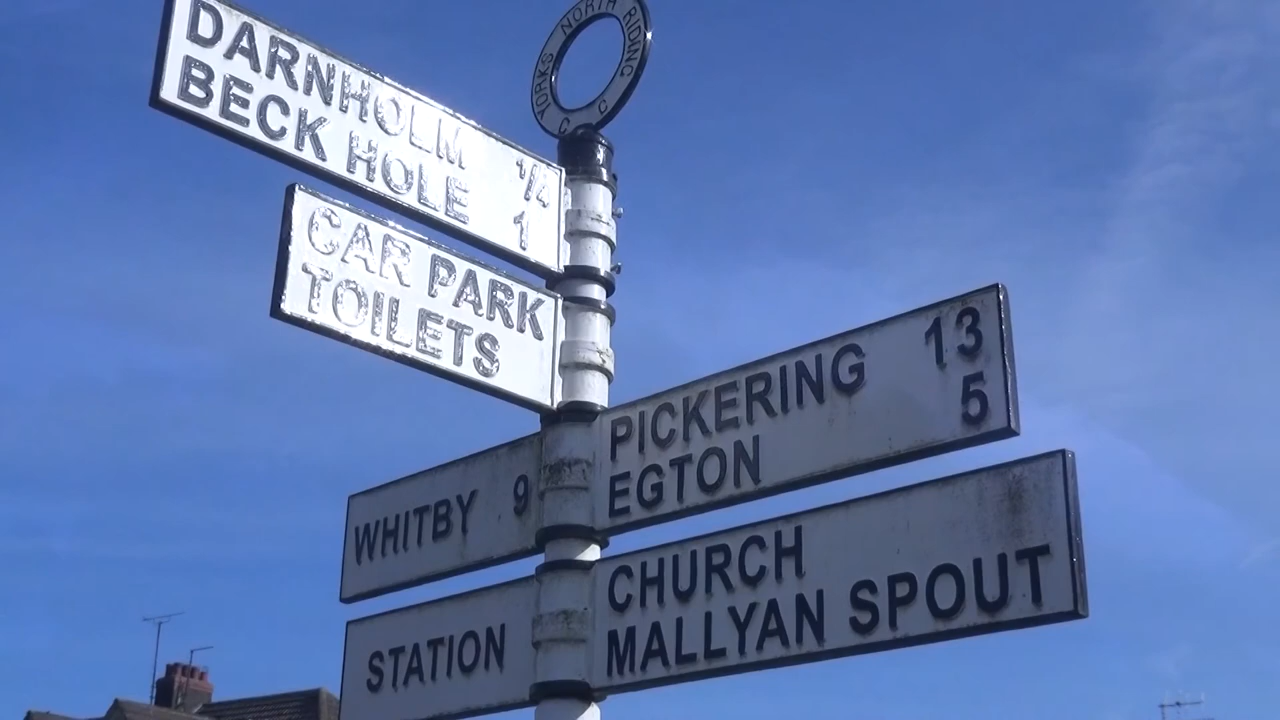 YORKS NORTH RIDING
C C
DARNHOLM 1/4
BECK HOLE 1
CAR PARK
TOILETS
PICKERING 13
EGTON 5
WHITBY 9
CHURCH
MALLYAN SPOUT
STATION